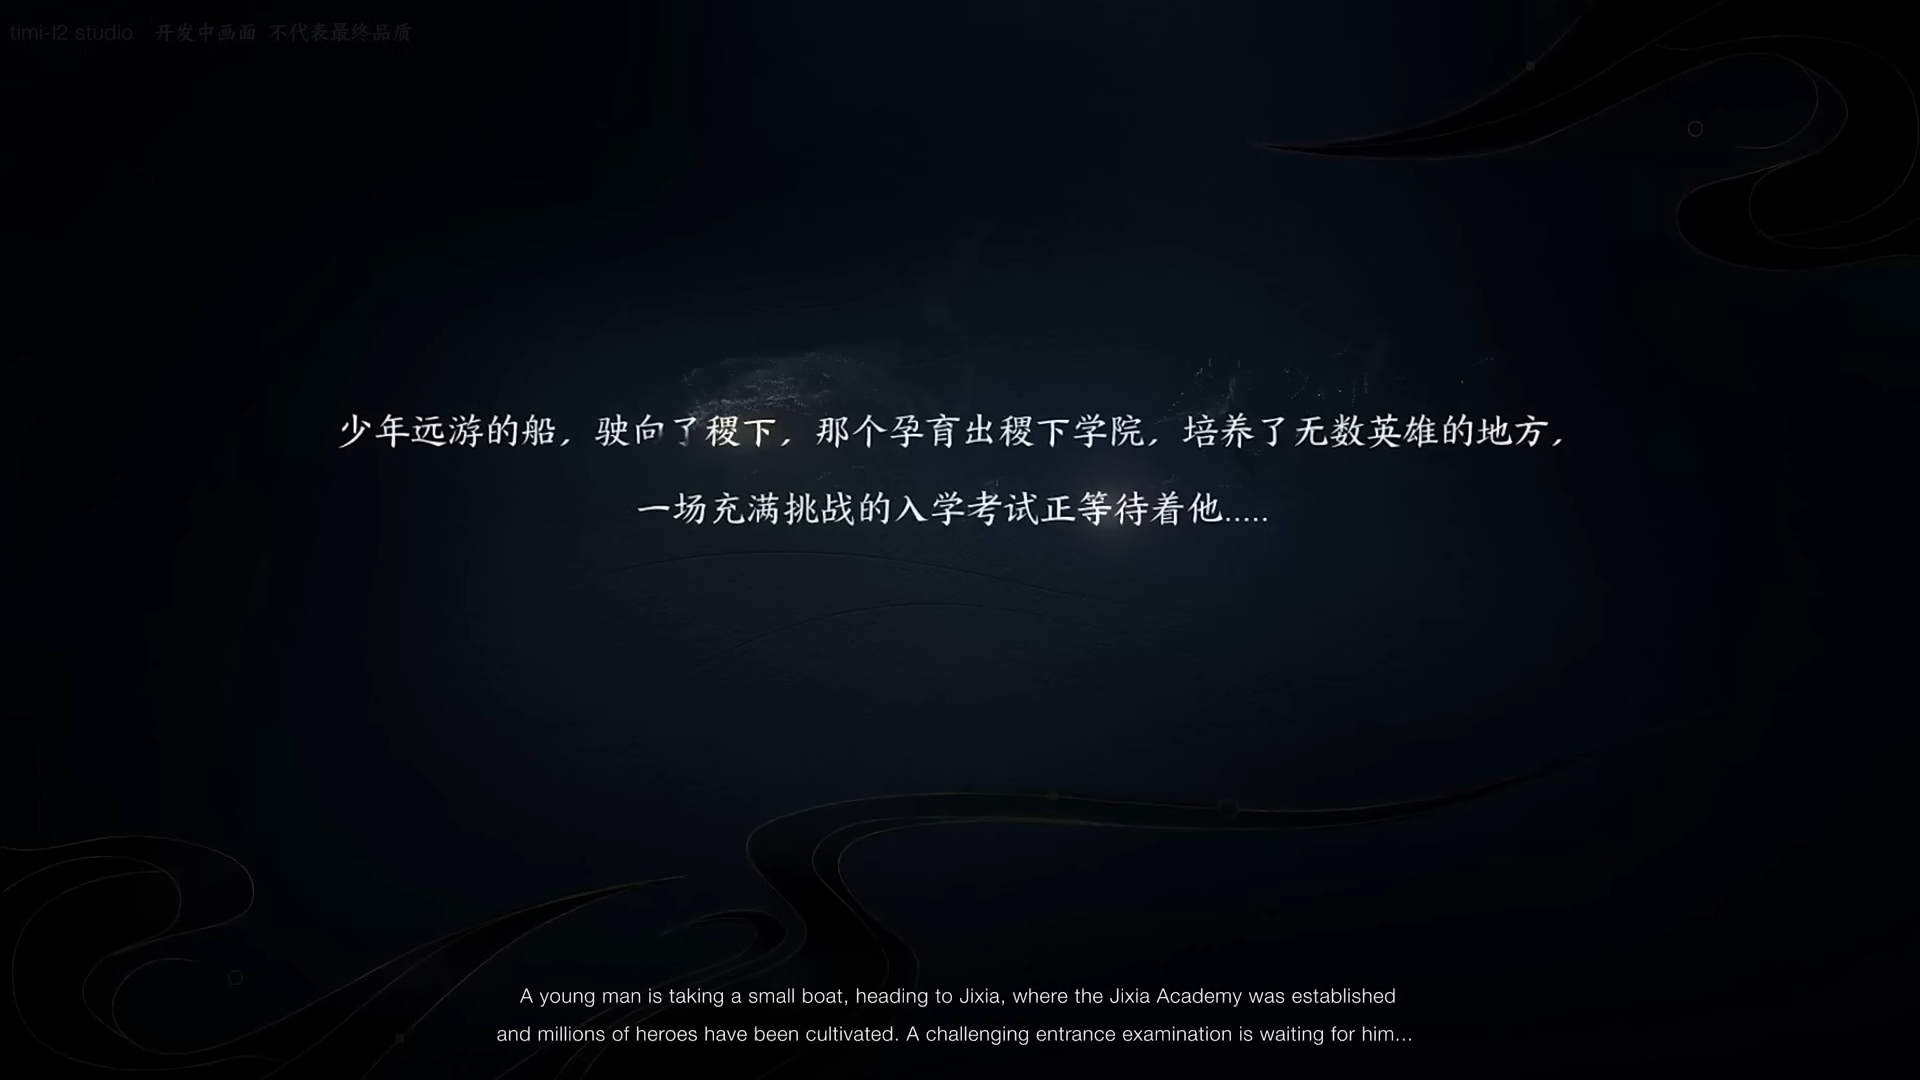 timi-l2 studio 开发中画面 不代表最终品质
少年远游的船，驶向了稷下，那个孕育出稷下学院，培养了无数英雄的地方，
一场充满挑战的入学考试正等待着他.....
A young man is taking a small boat, heading to Jixia, where the Jixia Academy was established
and millions of heroes have been cultivated. A challenging entrance examination is waiting for him...